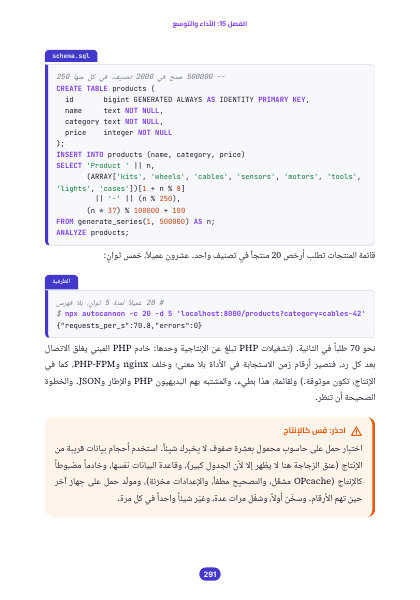 الفصل 15: الأداء والتوسع
schema.sql
-- 500000 منتج في 2000 تصنيف، في كل منها 250
CREATE TABLE products (
id bigint GENERATED ALWAYS AS IDENTITY PRIMARY KEY,
name text NOT NULL,
category text NOT NULL,
price integer NOT NULL
);
INSERT INTO products (name, category, price)
SELECT 'Product ' || n,
(ARRAY['kits', 'wheels', 'cables', 'sensors', 'motors', 'tools',
'lights', 'cases'])[1 + n % 8]
|| '-' || (n % 250),
(n * 37) % 100000 + 100
FROM generate_series(1, 500000) AS n;
ANALYZE products;
قائمة المنتجات تطلب أرخص 20 منتجاً في تصنيف واحد. عشرون عميلاً، خمس ثوانٍ:
الطرفية
# 20 عميلاً لمدة 5 ثوانٍ، بلا فهرس
$ npx autocannon -c 20 -d 5 'localhost:8000/products?category=cables-42'
{"requests_per_s":70.8,"errors":0}
نحو 70 طلباً في الثانية. (تشغيلات PHP تبلغ عن الإنتاجية وحدها: خادم PHP المبني يغلق الاتصال
بعد كل رد، فتصير أرقام زمن الاستجابة في الأداة بلا معنى؛ وخلف nginx وPHP-FPM، كما في
الإنتاج، تكون موثوقة.) ولقائمة، هذا بطيء. والمشتبه بهم البديهيون PHP والإطار وJSON. والخطوة
الصحيحة أن تنظر.
احذر: قِس كالإنتاج
اختبار حمل على حاسوب محمول بعشرة صفوف لا يخبرك شيئاً. استخدم أحجام بيانات قريبة من
الإنتاج (عنق الزجاجة هنا لا يظهر إلا لأن الجدول كبير)، وقاعدة البيانات نفسها، وخادماً مضبوطاً
كالإنتاج (OPcache مشغّل، والتصحيح مطفأ، والإعدادات مخزنة)، ومولّد حمل على جهاز آخر
حين تهم الأرقام. وسخّن أولاً، وشغّل مرات عدة، وغيّر شيئاً واحداً في كل مرة.
291